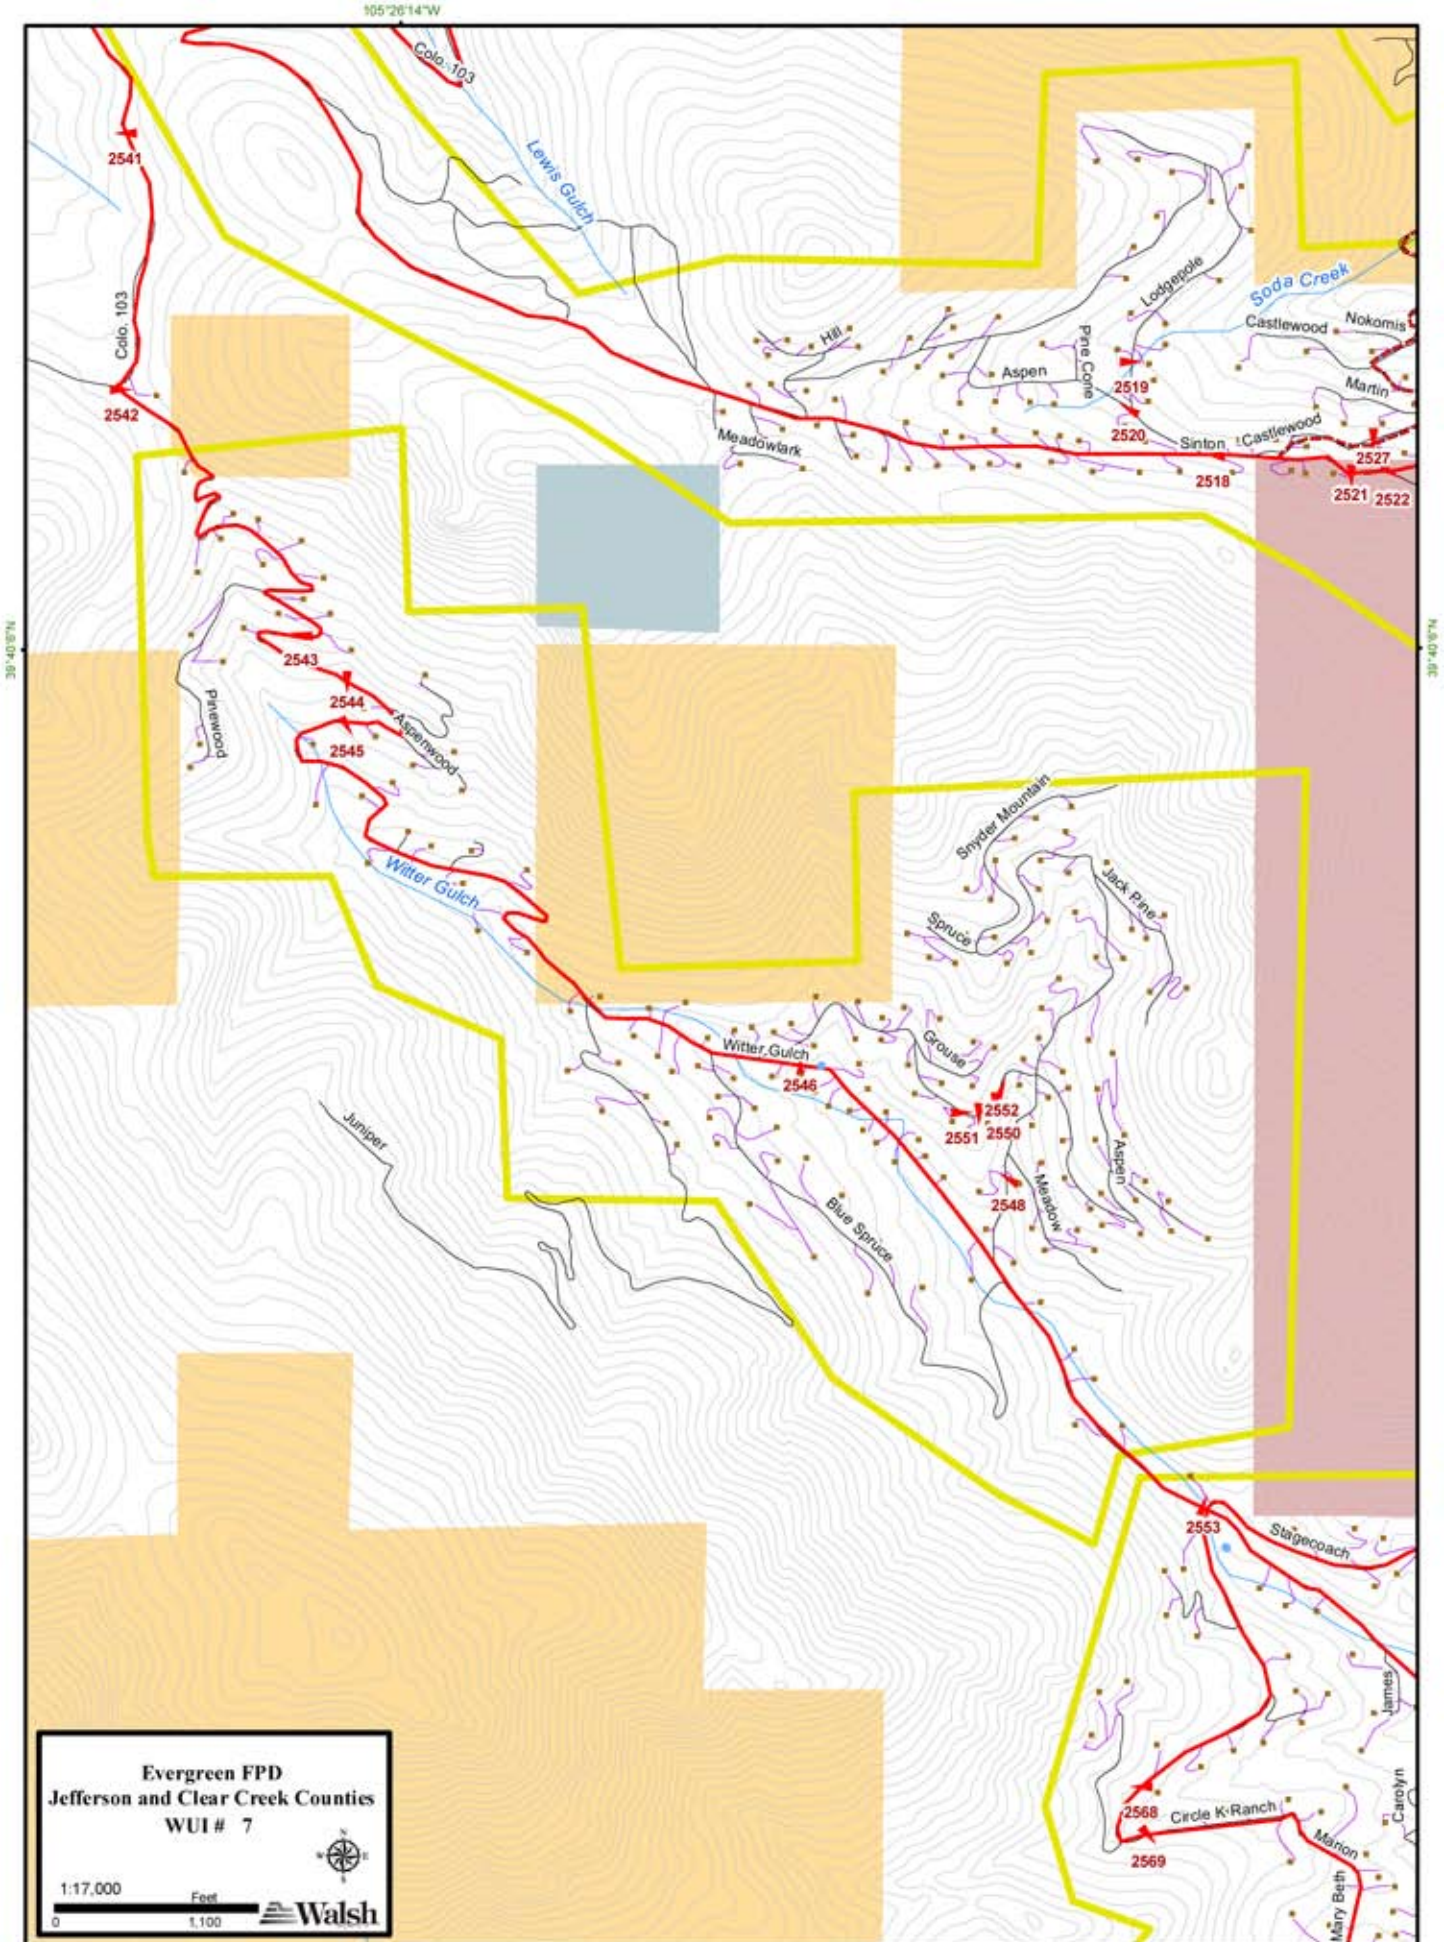 105°26'14"W
Colo. 103
2541
Lewis Gulch
Colo. 103
Soda Creek
Lodgepole
Hill
Castlewood
Nokomis
Pine Cone
Aspen
2519
Martin
2542
2520
Sinton
Castlewood
Meadowlark
2527
2518
2521
2522
39°40'6"N
39°40'6"N
2543
2544
Pinewood
Aspenwood
2545
Snyder Mountain
Witter Gulch
Jack Pine
Spruce
Grouse
Witter Gulch
2546
2552
2551
2550
Juniper
Aspen
2548
Meadow
Blue Spruce
2553
Stagecoach
James
Carolyn
2568
Circle K Ranch
Marion
2569
Mary Beth
Evergreen FPD
Jefferson and Clear Creek Counties
WUI # 7
N
W E
S
1:17,000
Feet
0 1,100
Walsh